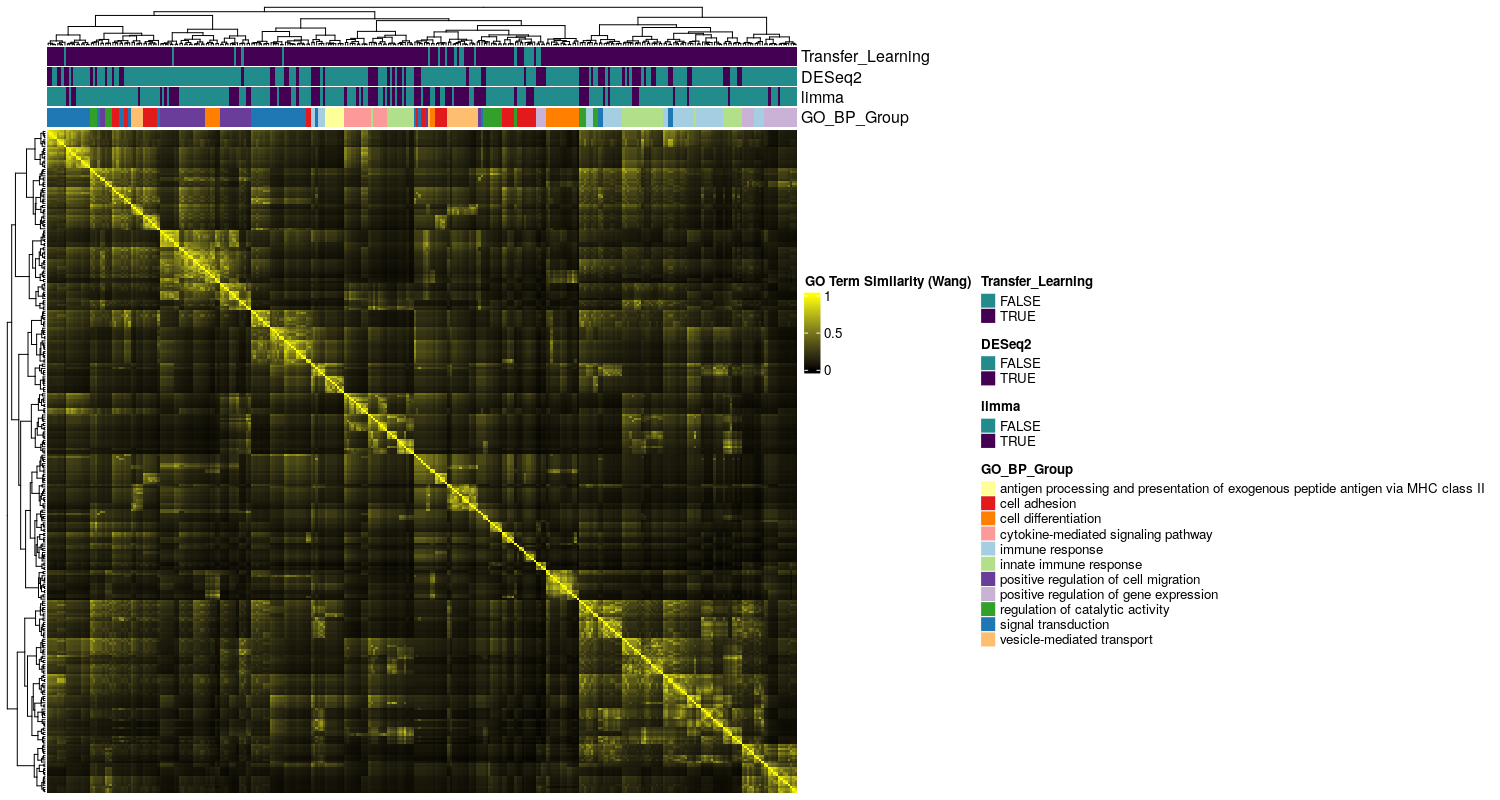 Transfer_Learning
DESeq2
limma
GO_BP_Group
GO Term Similarity (Wang)
1
0.5
0
Transfer_Learning
FALSE
TRUE
DESeq2
FALSE
TRUE
limma
FALSE
TRUE
GO_BP_Group
antigen processing and presentation of exogenous peptide antigen via MHC class II
cell adhesion
cell differentiation
cytokine-mediated signaling pathway
immune response
innate immune response
positive regulation of cell migration
positive regulation of gene expression
regulation of catalytic activity
signal transduction
vesicle-mediated transport